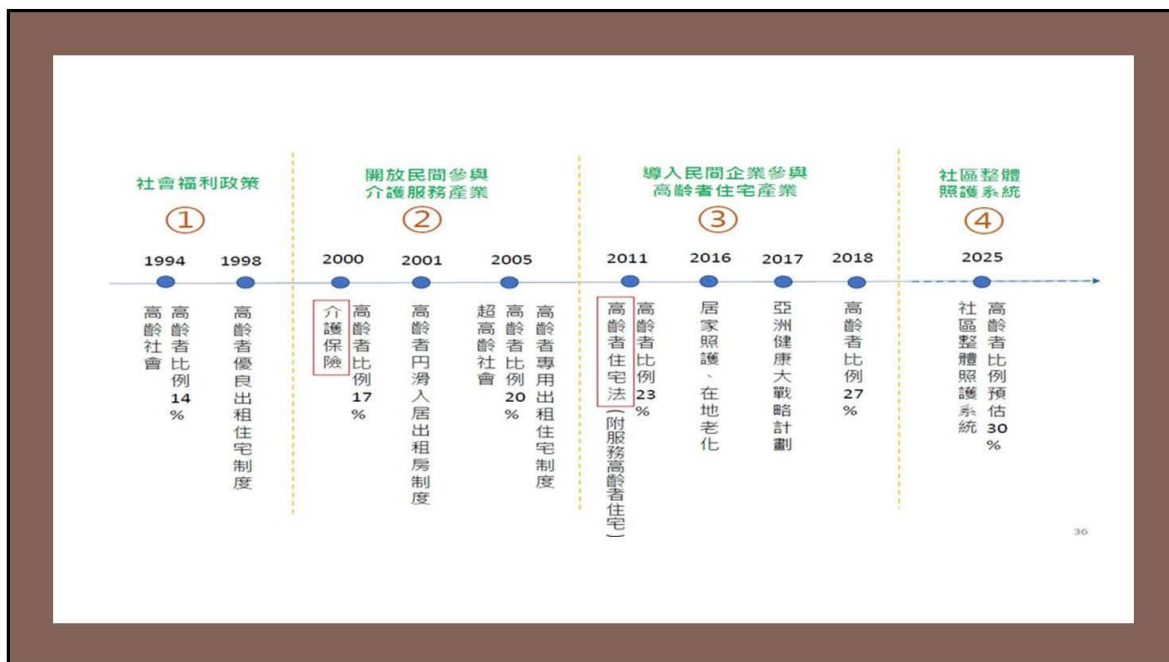 社會福利政策
①
1994
高齡者比例14%
高齡社會
1998
高齡者優良出租住宅制度
開放民間參與
介護服務產業
②
2000
高齡者比例17%
介護保險
2001
高齡者円滑入居出租房制度
2005
高齡者專用出租住宅制度
高齡者比例20%
超高齡社會
導入民間企業參與
高齡者住宅產業
③
2011
高齡者比例23%
高齡者住宅法(附服務高齡者住宅)
2016
居家照護、在地老化
2017
亞洲健康大戰略計劃
2018
高齡者比例27%
社區整體
照護系統
④
2025
高齡者比例預估30%
社區整體照護系統
36